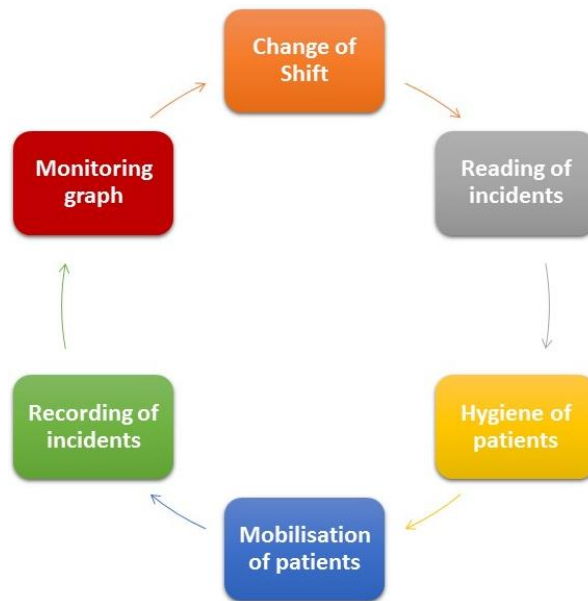 Change of
Shift
Reading of
incidents
Hygiene of
patients
Mobilisation
of patients
Recording of
incidents
Monitoring
graph